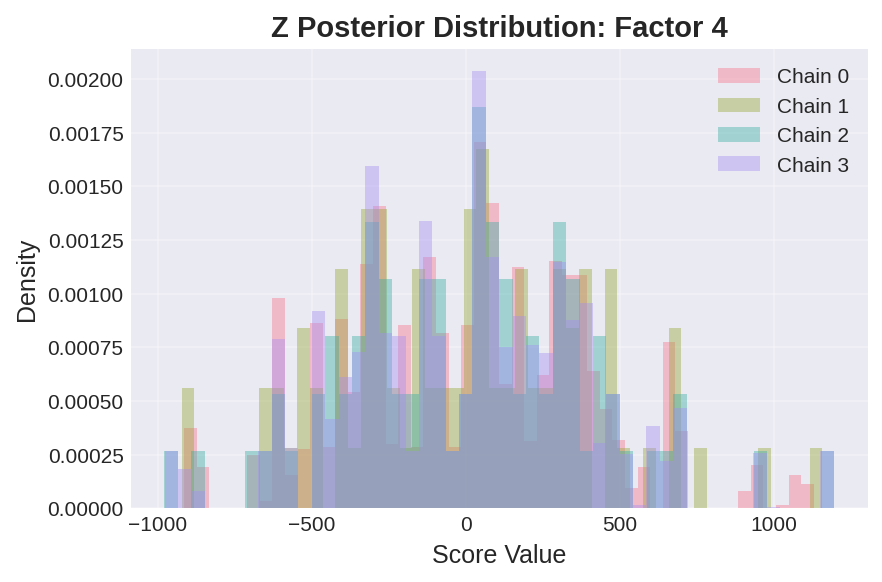 Z Posterior Distribution: Factor 4
Chain 0
Chain 1
Chain 2
Chain 3
0.00200
0.00175
0.00150
0.00125
0.00100
0.00075
0.00050
0.00025
0.00000
Density
−1000
−500
0
500
1000
Score Value